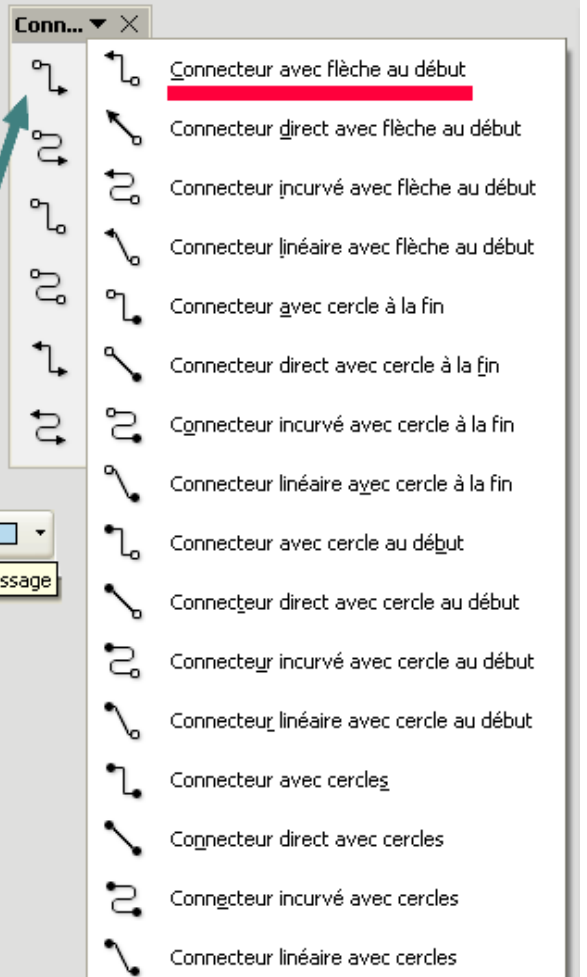 Conn...
Connecteur avec flèche au début
Connecteur direct avec flèche au début
Connecteur incurvé avec flèche au début
Connecteur linéaire avec flèche au début
Connecteur avec cercle à la fin
Connecteur direct avec cercle à la fin
Connecteur incurvé avec cercle à la fin
Connecteur linéaire avec cercle à la fin
Connecteur avec cercle au début
ssage
Connecteur direct avec cercle au début
Connecteur incurvé avec cercle au début
Connecteur linéaire avec cercle au début
Connecteur avec cercles
Connecteur direct avec cercles
Connecteur incurvé avec cercles
Connecteur linéaire avec cercles